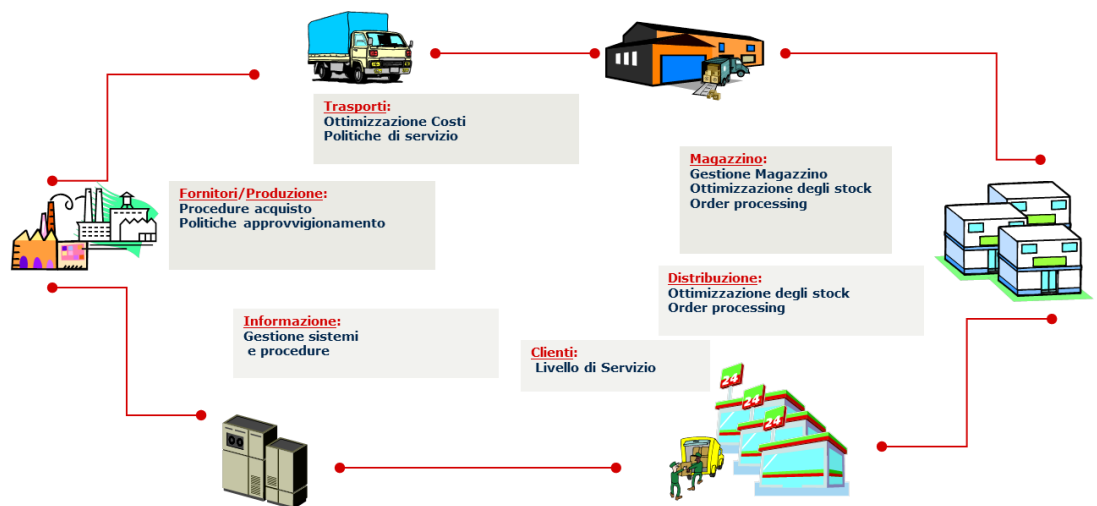 Trasporti:
Ottimizzazione Costi
Politiche di servizio
Magazzino:
Gestione Magazzino
Ottimizzazione degli stock
Order processing
Fornitori/Produzione:
Procedure acquisto
Politiche approvvigionamento
Distribuzione:
Ottimizzazione degli stock
Order processing
Informazione:
Gestione sistemi
e procedure
Clienti:
Livello di Servizio
24
24
24